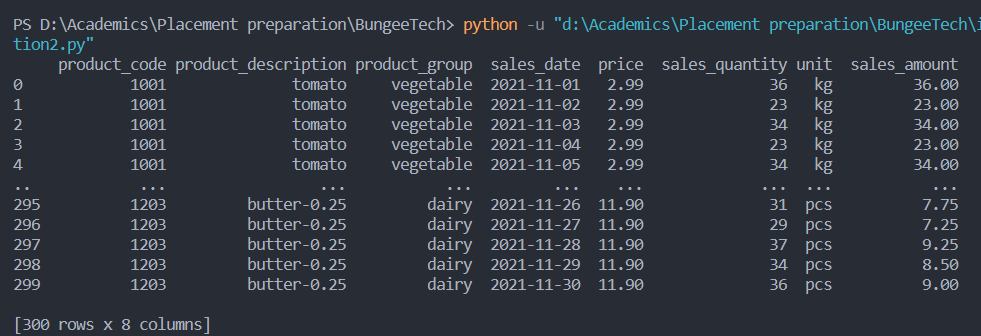 PS D:\Academics\Placement preparation\BungeeTech> python -u "d:\Academics\Placement preparation\BungeeTech\i
tion2.py"
product_code product_description product_group sales_date price sales_quantity unit sales_amount
0 1001 tomato vegetable 2021-11-01 2.99 36 kg 36.00
1 1001 tomato vegetable 2021-11-02 2.99 23 kg 23.00
2 1001 tomato vegetable 2021-11-03 2.99 34 kg 34.00
3 1001 tomato vegetable 2021-11-04 2.99 23 kg 23.00
4 1001 tomato vegetable 2021-11-05 2.99 34 kg 34.00
.. ... ... ... ... ... ... ... ...
295 1203 butter-0.25 dairy 2021-11-26 11.90 31 pcs 7.75
296 1203 butter-0.25 dairy 2021-11-27 11.90 29 pcs 7.25
297 1203 butter-0.25 dairy 2021-11-28 11.90 37 pcs 9.25
298 1203 butter-0.25 dairy 2021-11-29 11.90 34 pcs 8.50
299 1203 butter-0.25 dairy 2021-11-30 11.90 36 pcs 9.00
[300 rows x 8 columns]